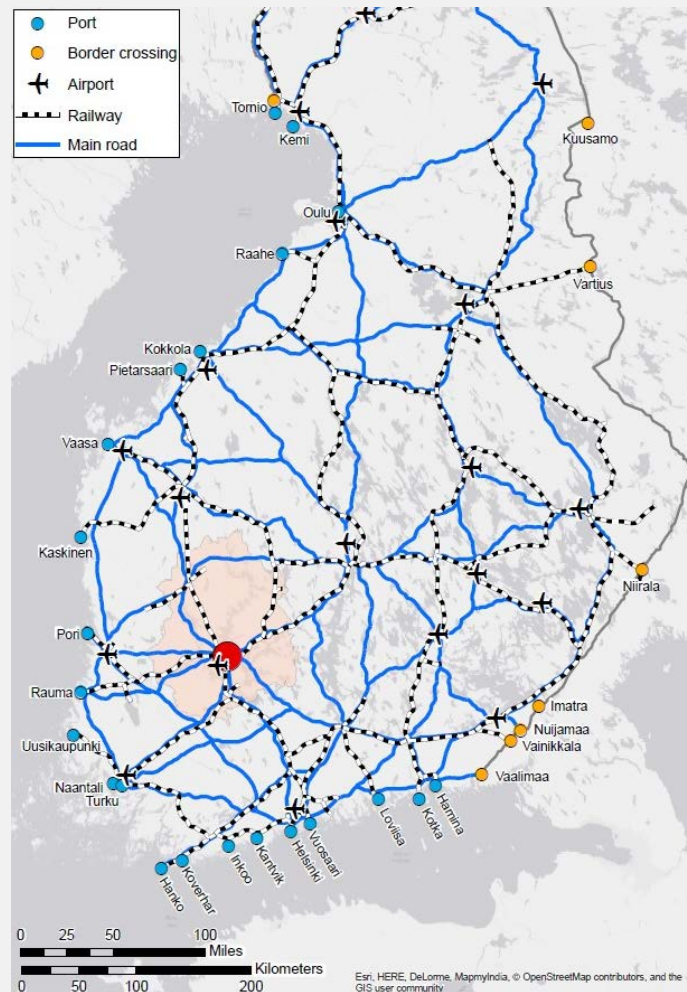 Port
Border crossing
Airport
Railway
Main road
Tornio
Kemi
Kuusamo
Oulu
Raahe
Vartius
Kokkola
Pietarsaari
Vaasa
Kaskinen
Niirala
Pori
Rauma
Imatra
Uusikaupunki
Nuijamaa
Vainikkala
Naantali
Turku
Vaalimaa
Hanko
Koverhar
Inkoo
Kantvik
Helsinki
Vuosaari
Loviisa
Kotka
Hamina
0 25 50 100
Miles
Kilometers
0 50 100 200
Esri, HERE, DeLorme, MapmyIndia, © OpenStreetMap contributors, and the
GIS user community